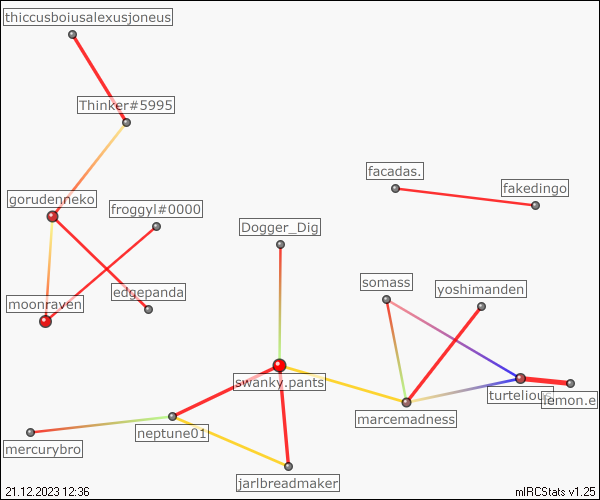 thiccusboiusalexusjoneus
Thinker#5995
facadas.
fakedingo
gorudenneko
froggyl#0000
Dogger_Dig
somass
yoshimanden
edgepanda
moonraven
swanky.pants
turtelious
lemon.e
marcemadness
neptune01
mercurybro
jarlbreadmaker
21.12.2023 12:36
mIRCStats v1.25